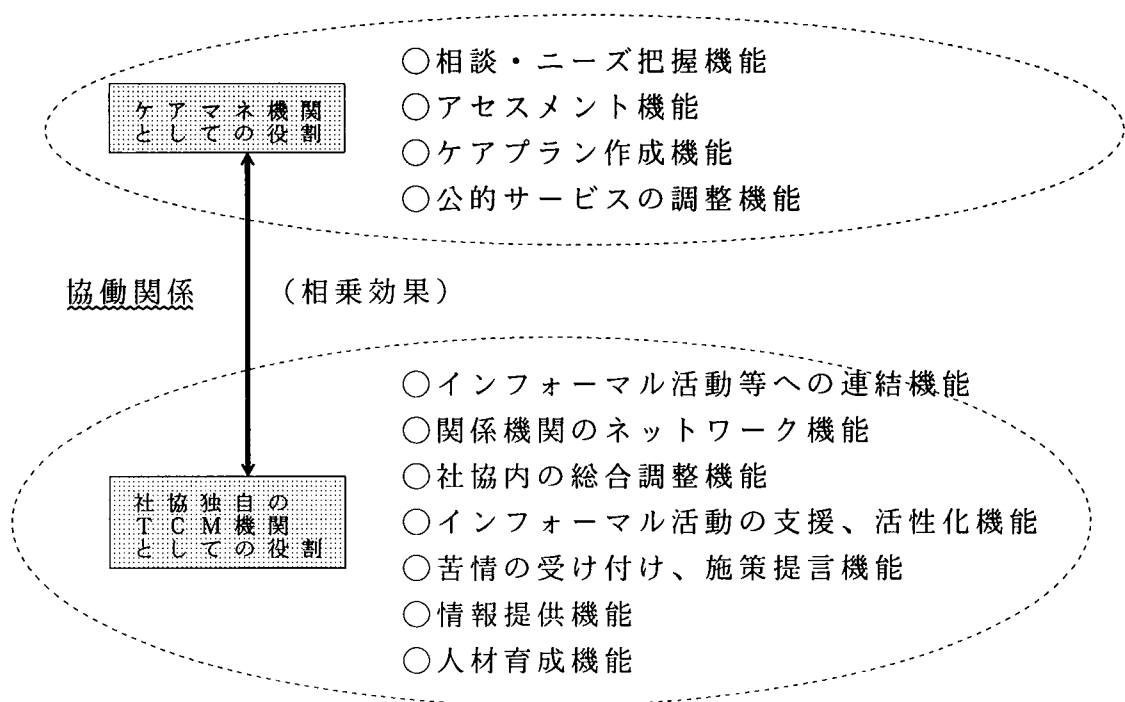 ○相談・ニーズ把握機能
ケアマネ機関
としての役割
○アセスメント機能
○ケアプラン作成機能
○公的サービスの調整機能
協働関係 （相乗効果）
○インフォーマル活動等への連結機能
○関係機関のネットワーク機能
○社協内の総合調整機能
社協独自の
TCM機関
としての役割
○インフォーマル活動の支援、活性化機能
○苦情の受け付け、施策提言機能
○情報提供機能
○人材育成機能